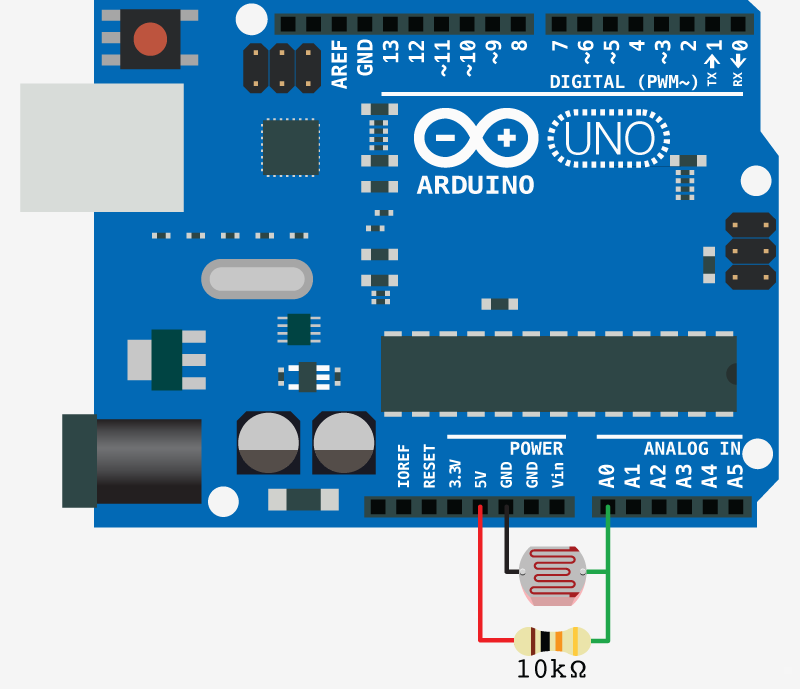 AREF
GND
13
12
~11
~10
~9
8
7
~6
~5
4
~3
2
TX→1
RX←0
DIGITAL (PWM~)
UNO
ARDUINO
POWER
ANALOG IN
IOREF
RESET
3.3V
5V
GND
GND
Vin
A0
A1
A2
A3
A4
A5
10kΩ